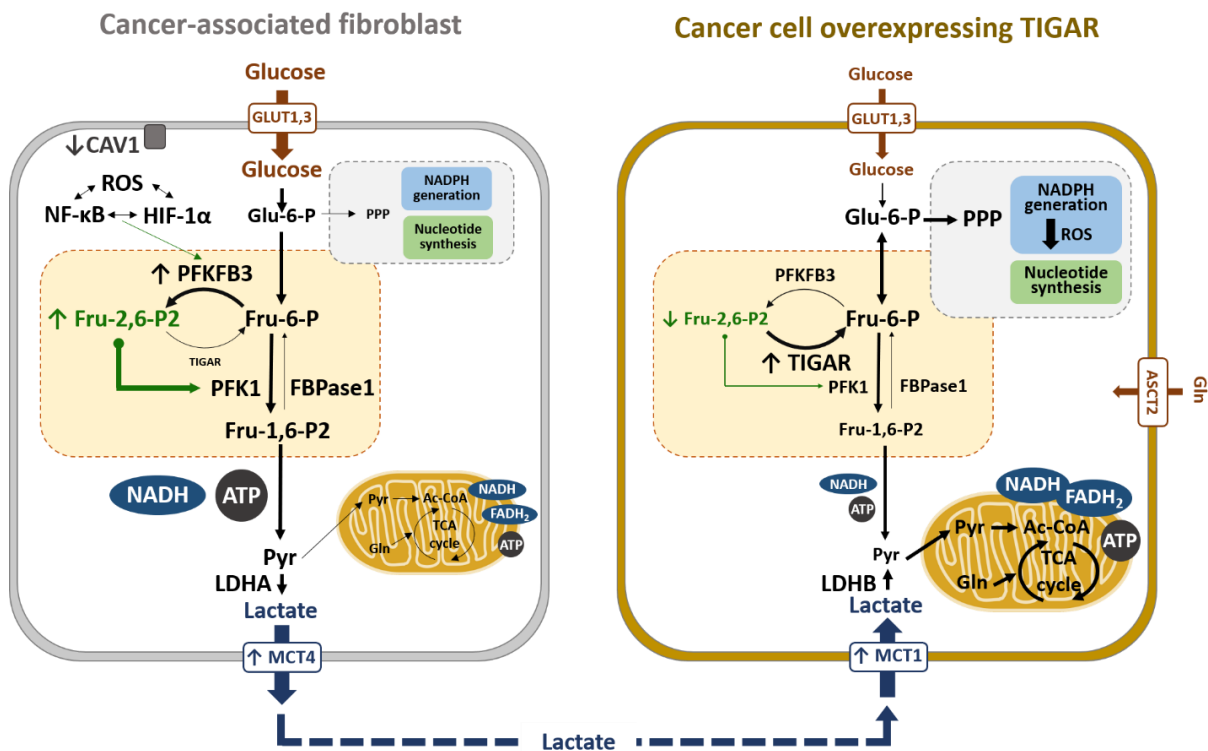 Cancer-associated fibroblast
Glucose
GLUT1,3
↓CAV1
Glucose
ROS
NF-κB
HIF-1α
Glu-6-P
PPP
NADPH
generation
Nucleotide
synthesis
↑ PFKFB3
↑ Fru-2,6-P2
Fru-6-P
TIGAR
PFK1
FBPase1
Fru-1,6-P2
NADH
ATP
Pyr
Ac-CoA
NADH
FADH₂
TCA
cycle
Gln
ATP
Pyr
LDHA
Lactate
↑ MCT4
Lactate
Cancer cell overexpressing TIGAR
Glucose
GLUT1,3
Glucose
Glu-6-P
PPP
NADPH
generation
ROS
Nucleotide
synthesis
PFKFB3
↓ Fru-2,6-P2
Fru-6-P
↑ TIGAR
PFK1
FBPase1
Fru-1,6-P2
ASCT2
Gln
NADH
ATP
NADH
FADH₂
Pyr
Ac-CoA
ATP
TCA
cycle
Gln
Pyr
LDHB
Lactate
↑ MCT1